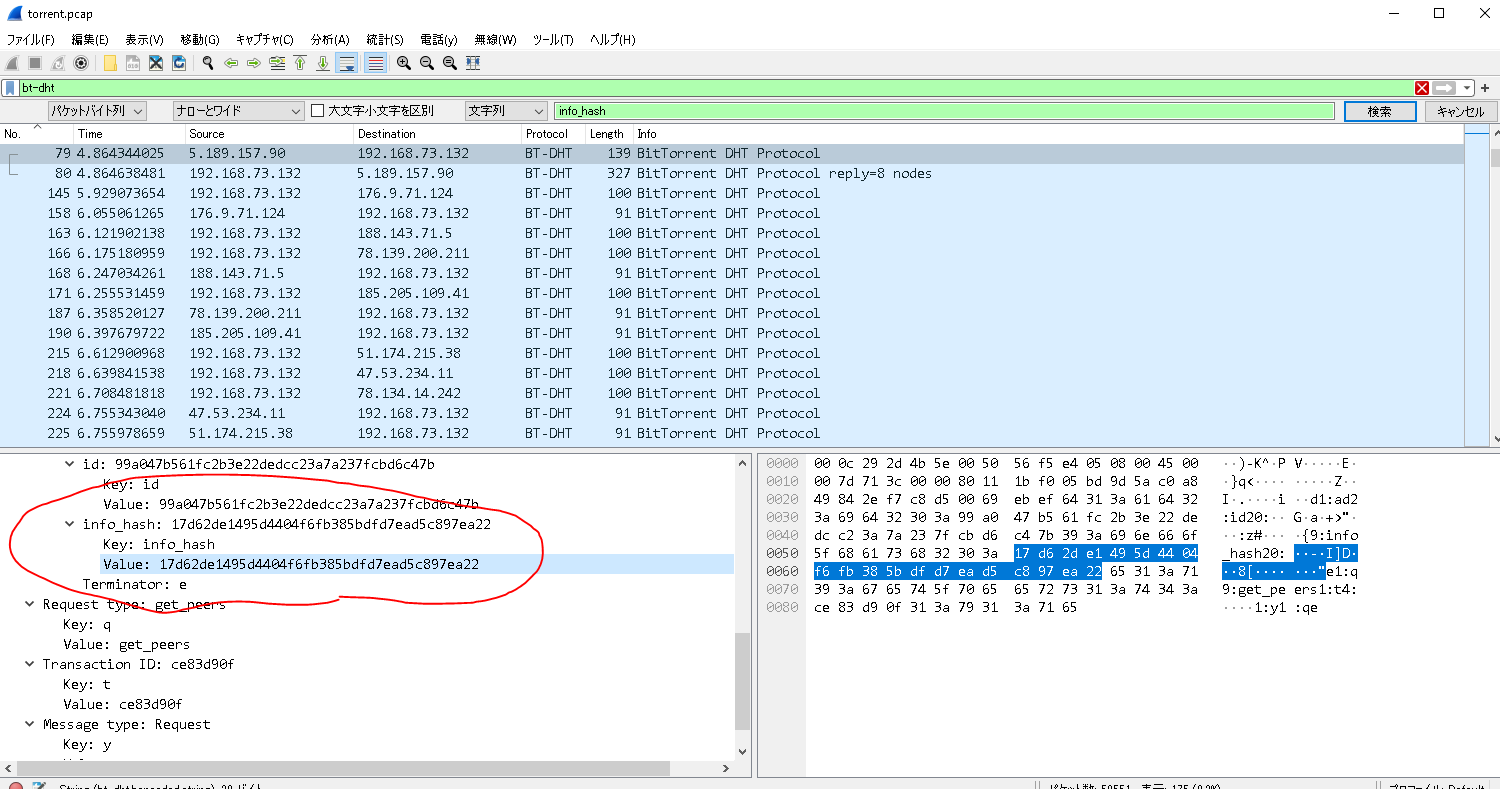 torrent.pcap
ファイル(F) 編集(E) 表示(V) 移動(G) キャプチャ(C) 分析(A) 統計(S) 電話(y) 無線(W) ツール(T) ヘルプ(H)
bt-dht
パケットバイト列 ナローとワイド 大文字小文字を区別 文字列 info_hash 検索 キャンセル
No. Time Source Destination Protocol Length Info
79 4.864344025 5.189.157.90 192.168.73.132 BT-DHT 139 BitTorrent DHT Protocol
80 4.864638481 192.168.73.132 5.189.157.90 BT-DHT 327 BitTorrent DHT Protocol reply=8 nodes
145 5.929073654 192.168.73.132 176.9.71.124 BT-DHT 100 BitTorrent DHT Protocol
158 6.055061265 176.9.71.124 192.168.73.132 BT-DHT 91 BitTorrent DHT Protocol
163 6.121902138 192.168.73.132 188.143.71.5 BT-DHT 100 BitTorrent DHT Protocol
166 6.175180959 192.168.73.132 78.139.200.211 BT-DHT 100 BitTorrent DHT Protocol
168 6.247034261 188.143.71.5 192.168.73.132 BT-DHT 91 BitTorrent DHT Protocol
171 6.255531459 192.168.73.132 185.205.109.41 BT-DHT 100 BitTorrent DHT Protocol
187 6.358520127 78.139.200.211 192.168.73.132 BT-DHT 91 BitTorrent DHT Protocol
190 6.397679722 185.205.109.41 192.168.73.132 BT-DHT 91 BitTorrent DHT Protocol
215 6.612900968 192.168.73.132 51.174.215.38 BT-DHT 100 BitTorrent DHT Protocol
218 6.639841538 192.168.73.132 47.53.234.11 BT-DHT 100 BitTorrent DHT Protocol
221 6.708481818 192.168.73.132 78.134.14.242 BT-DHT 100 BitTorrent DHT Protocol
224 6.755343040 47.53.234.11 192.168.73.132 BT-DHT 91 BitTorrent DHT Protocol
225 6.755978659 51.174.215.38 192.168.73.132 BT-DHT 91 BitTorrent DHT Protocol
id: 99a047b561fc2b3e22dedcc23a7a237fcbd6c47b
Key: id
Value: 99a047b561fc2b3e22dedcc23a7a237fcbd6c47b
info_hash: 17d62de1495d4404f6fb385bdfd7ead5c897ea22
Key: info_hash
Value: 17d62de1495d4404f6fb385bdfd7ead5c897ea22
Terminator: e
Request type: get_peers
Key: q
Value: get_peers
Transaction ID: ce83d90f
Key: t
Value: ce83d90f
Message type: Request
Key: y
0000 00 0c 29 2d 4b 5e 00 50 56 f5 e4 05 08 00 45 00 ··)-K^·P V·····E·
0010 00 7d 71 3c 00 00 80 11 1b f0 05 bd 9d 5a c0 a8 ·}q<···· ·····Z··
0020 49 84 2e f7 c8 d5 00 69 eb ef 64 31 3a 61 64 32 I·.····i ··d1:ad2
0030 3a 69 64 32 30 3a 99 a0 47 b5 61 fc 2b 3e 22 de :id20:·· G·a·+>"·
0040 dc c2 3a 7a 23 7f cb d6 c4 7b 39 3a 69 6e 66 6f ··:z#··· ·{9:info
0050 5f 68 61 73 68 32 30 3a 17 d6 2d e1 49 5d 44 04 _hash20: ··-·I]D·
0060 f6 fb 38 5b df d7 ea d5 c8 97 ea 22 65 31 3a 71 ··8[···· ···"e1:q
0070 39 3a 67 65 74 5f 70 65 65 72 73 31 3a 74 34 3a 9:get_pe ers1:t4:
0080 ce 83 d9 0f 31 3a 79 31 3a 71 65 ····1:y1 :qe